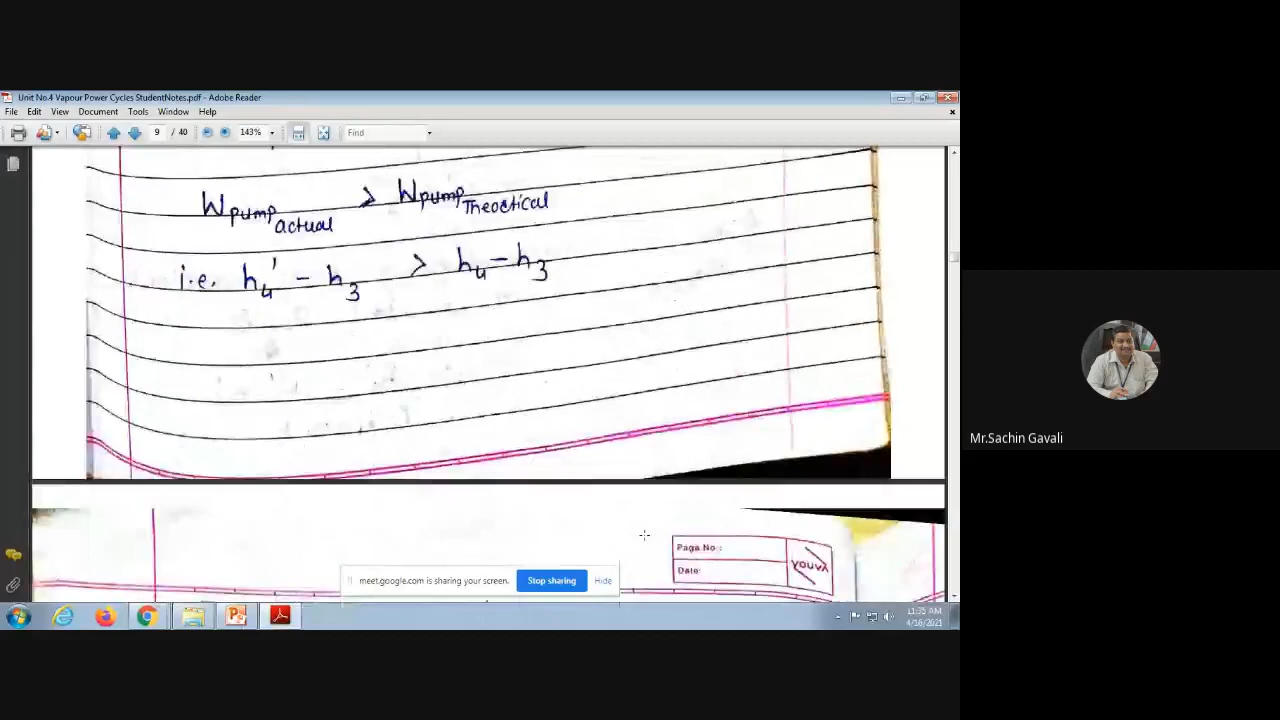 Unit No.4 Vapour Power Cycles StudentNotes.pdf - Adobe Reader
File Edit View Document Tools Window Help
9 / 40 143% Find
Wpump actual > Wpump Theoctical
i.e. h4' - h3 > h4 - h3
Mr.Sachin Gavali
Page No :
Date:
YOUVA
meet.google.com is sharing your screen. Stop sharing Hide
11:35 AM
4/16/2021